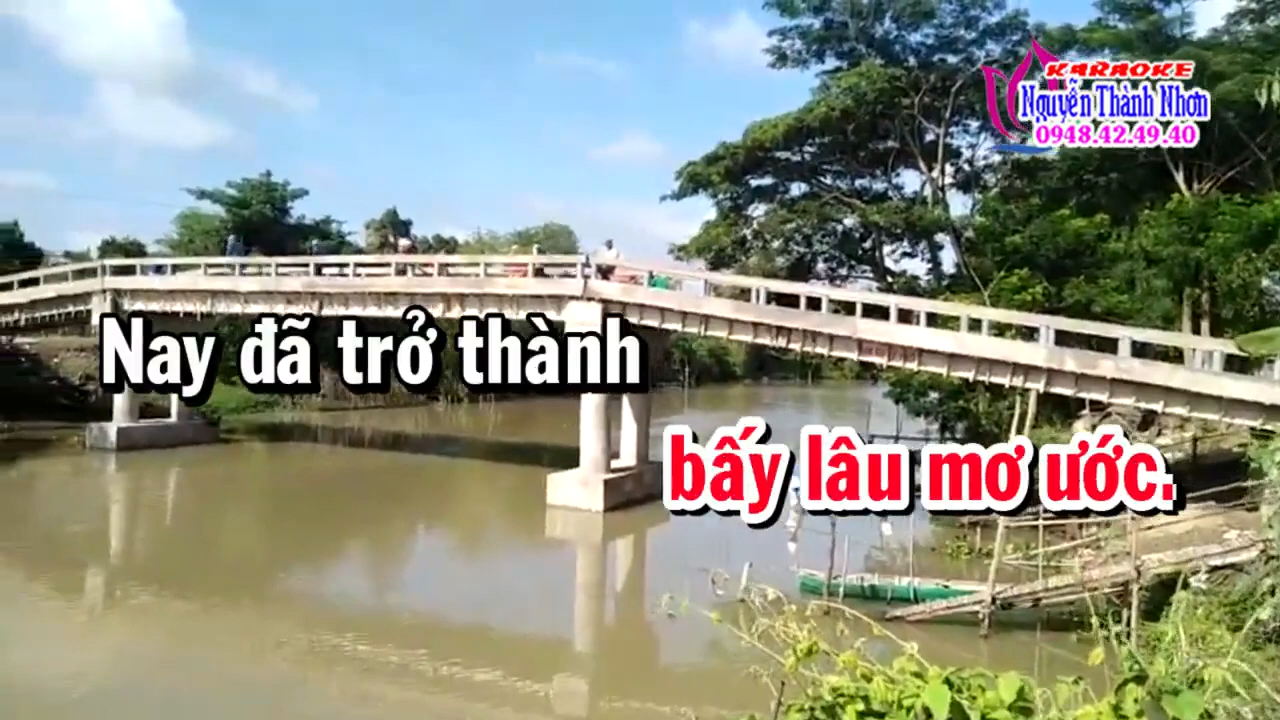 KARAOKE
Nguyễn Thành Nhơn
0948.42.49.40
Nay đã trở thành
bấy lâu mơ ước.